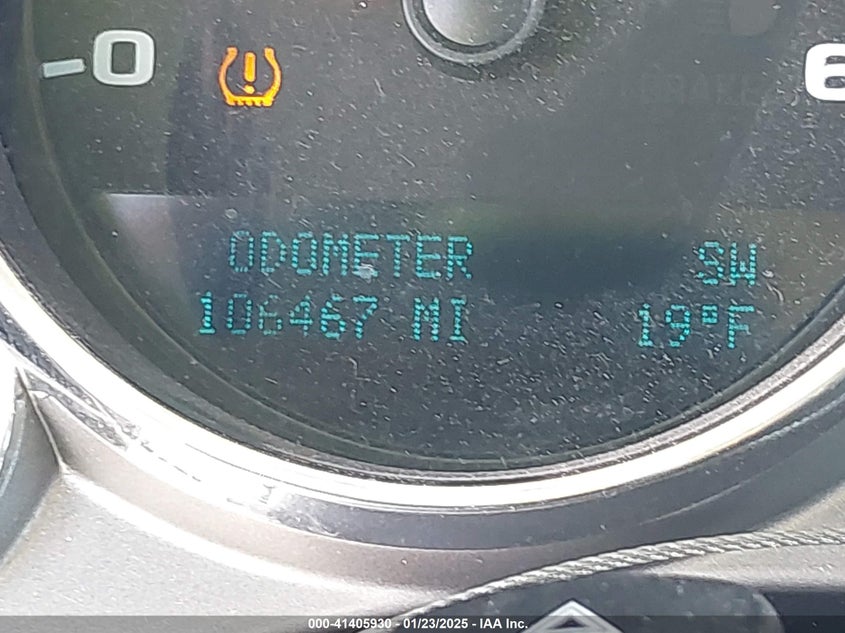 -0
6
ODOMETER SW
106467 MI 19°F
000-41405930 - 01/23/2025 - IAA Inc.